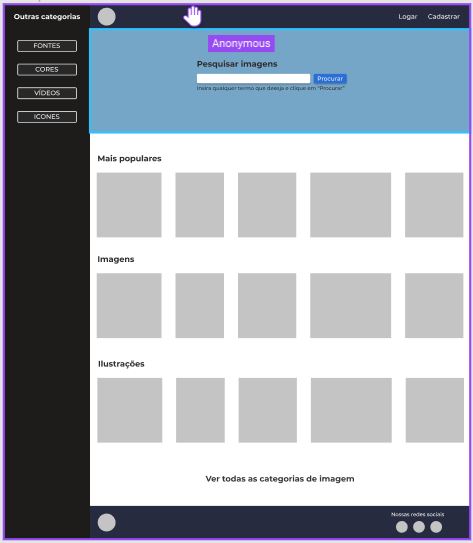 Outras categorias
Logar
Cadastrar
FONTES
CORES
VÍDEOS
ICONES
Anonymous
Pesquisar imagens
Procurar
Insira qualquer termo que deseja e clique em "Procurar"
Mais populares
Imagens
Ilustrações
Ver todas as categorias de imagem
Nossas redes sociais